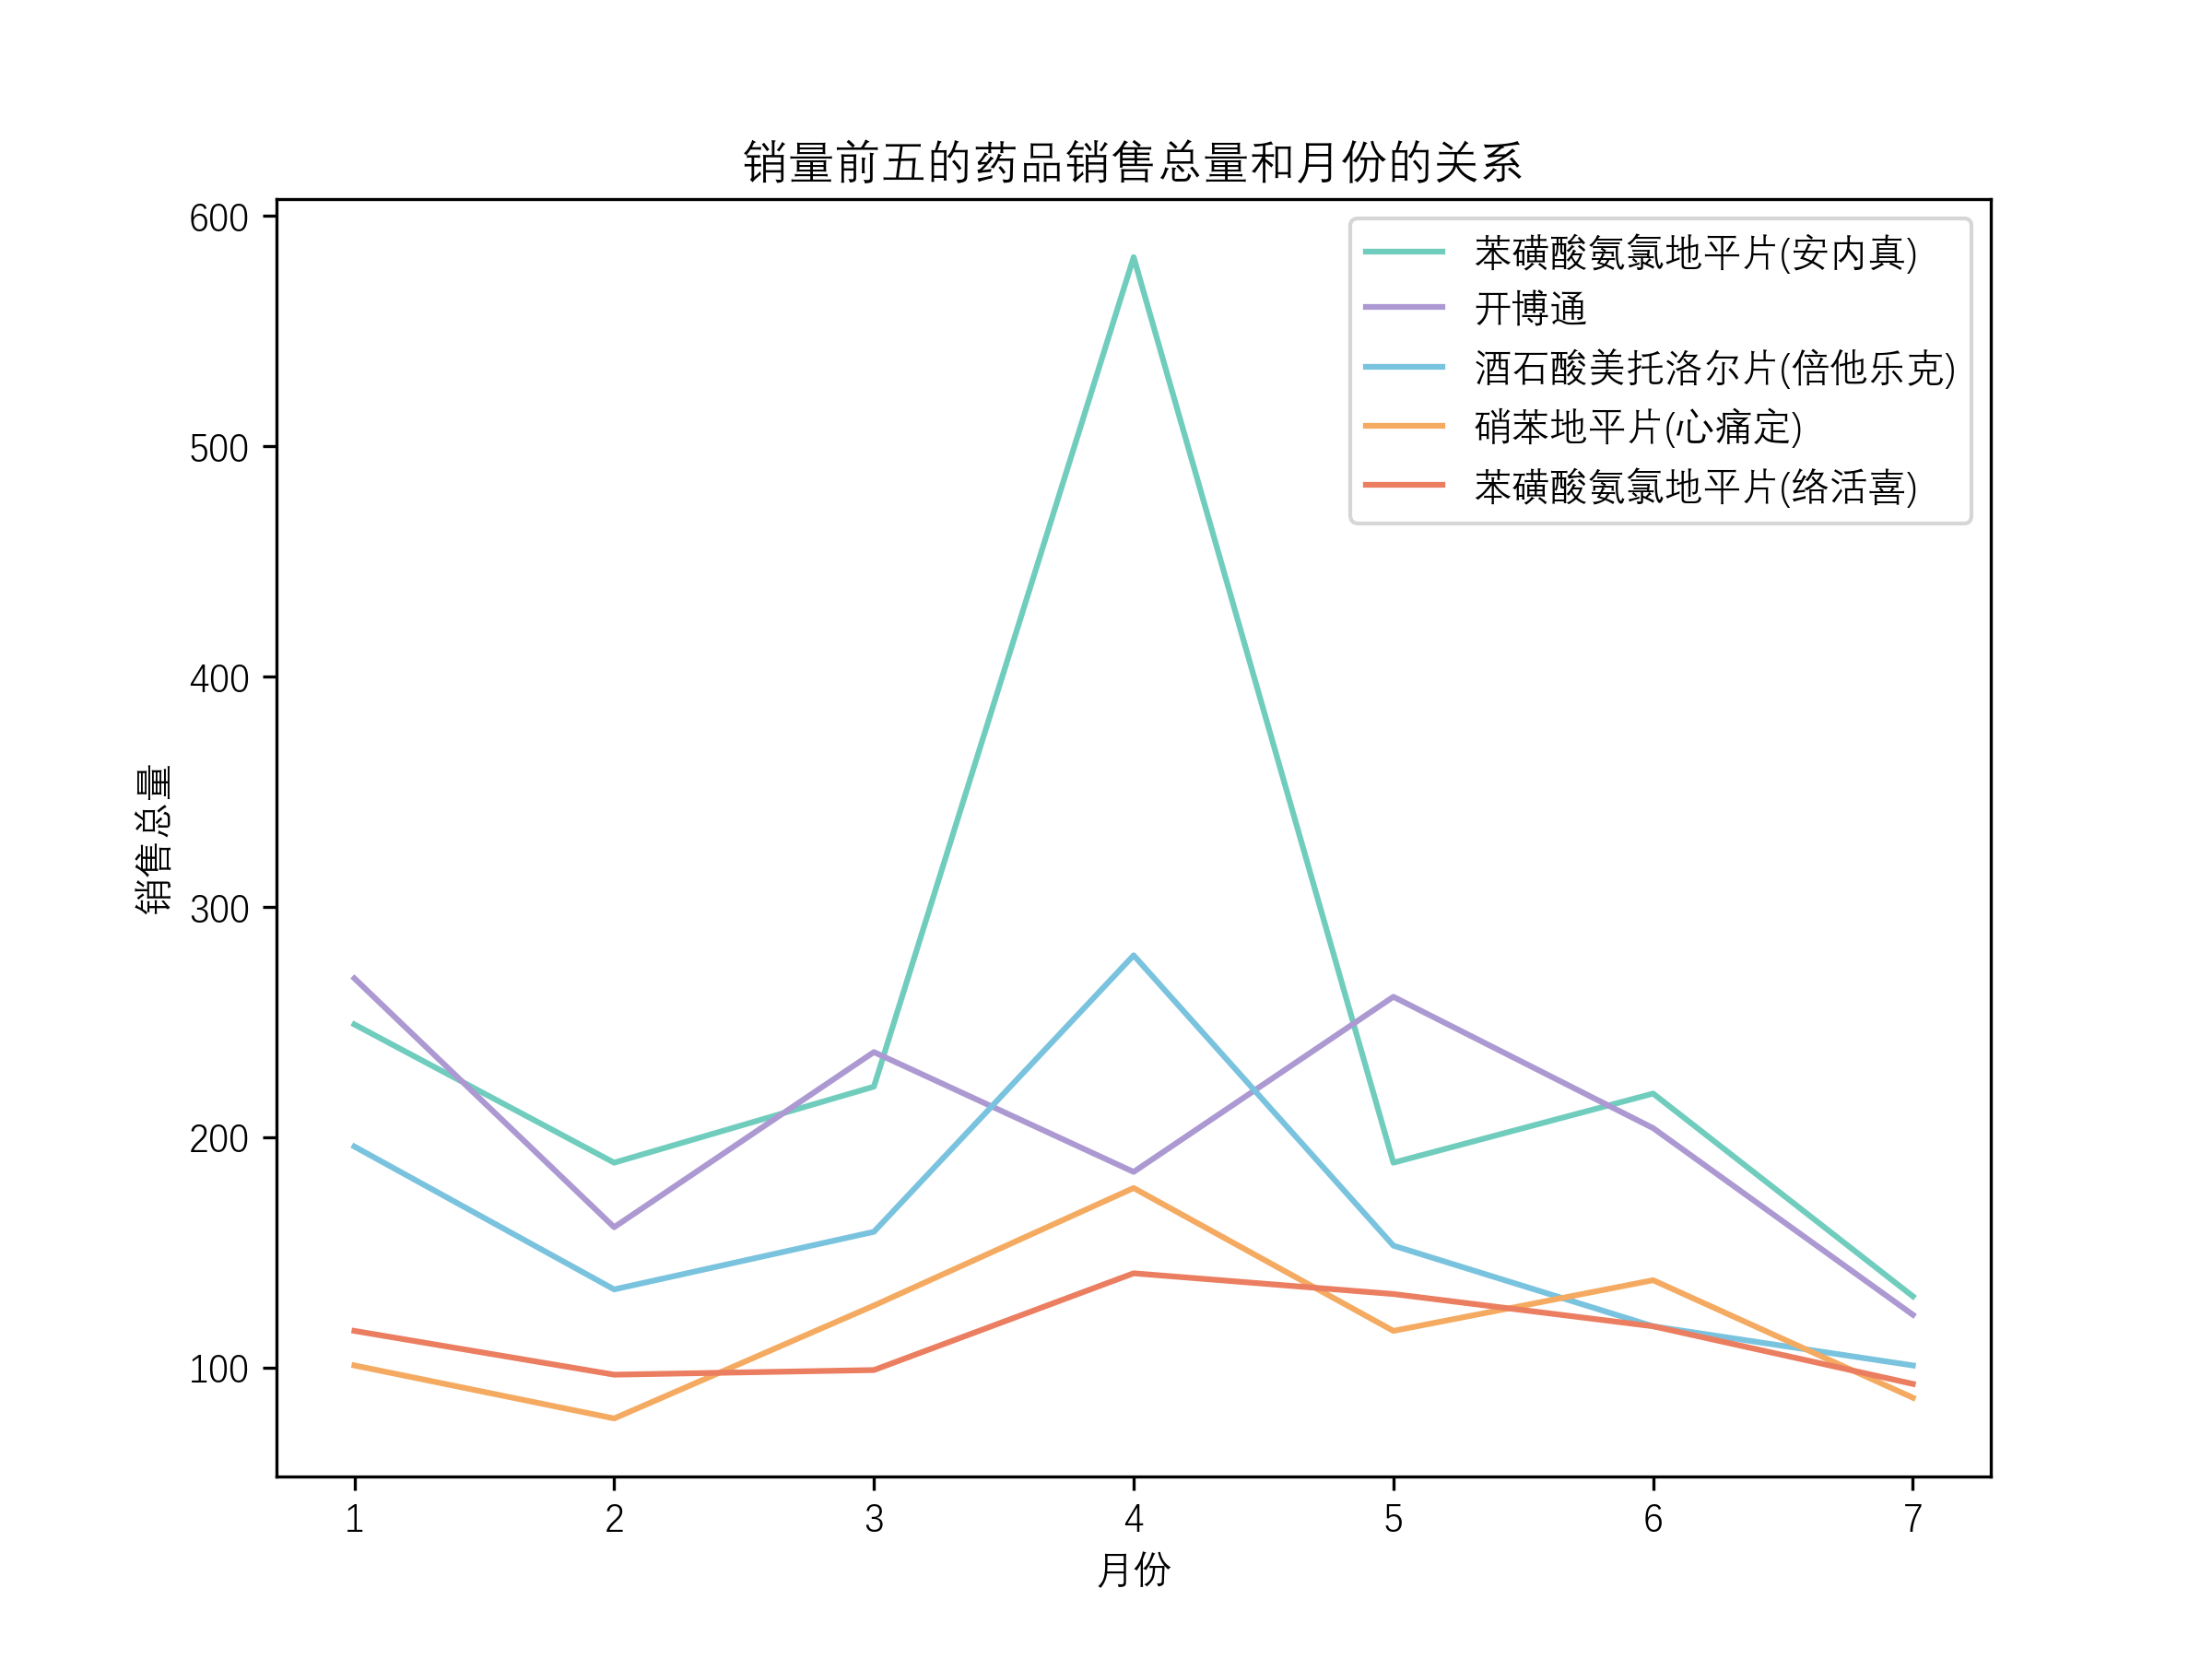 销量前五的药品销售总量和月份的关系
600
500
400
300
200
100
销售总量
苯磺酸氨氯地平片(安内真)
开博通
酒石酸美托洛尔片(倍他乐克)
硝苯地平片(心痛定)
苯磺酸氨氯地平片(络活喜)
1 2 3 4 5 6 7
月份